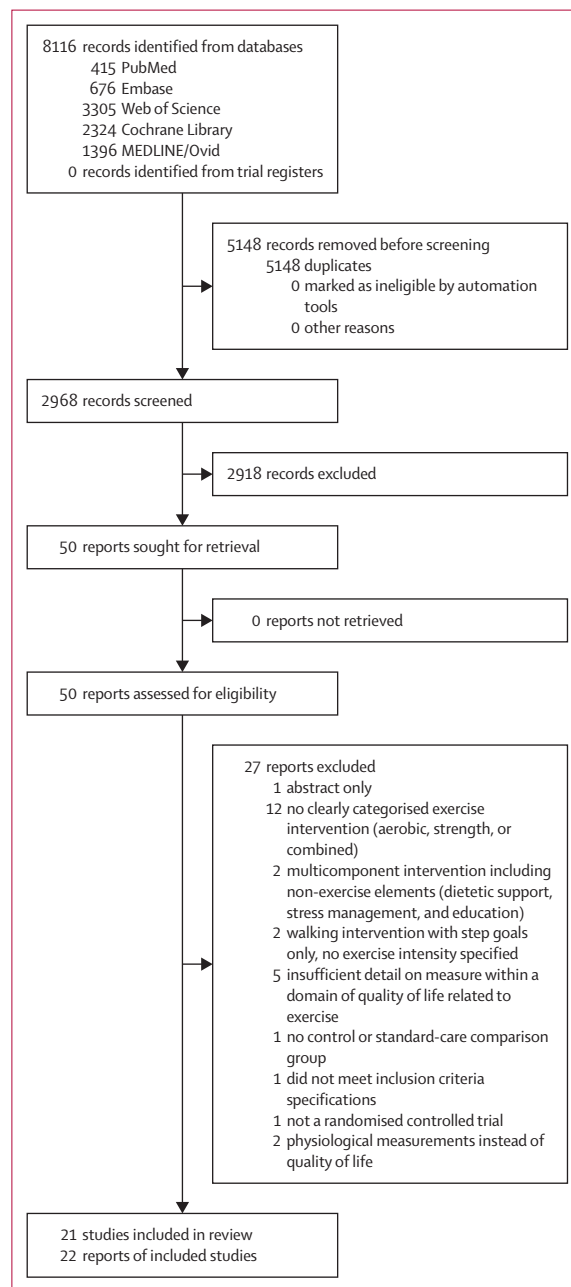 8116 records identified from databases
415 PubMed
676 Embase
3305 Web of Science
2324 Cochrane Library
1396 MEDLINE/Ovid
0 records identified from trial registers
5148 records removed before screening
5148 duplicates
0 marked as ineligible by automation
tools
0 other reasons
2968 records screened
2918 records excluded
50 reports sought for retrieval
0 reports not retrieved
50 reports assessed for eligibility
27 reports excluded
1 abstract only
12 no clearly categorised exercise
intervention (aerobic, strength, or
combined)
2 multicomponent intervention including
non-exercise elements (dietetic support,
stress management, and education)
2 walking intervention with step goals
only, no exercise intensity specified
5 insufficient detail on measure within a
domain of quality of life related to
exercise
1 no control or standard-care comparison
group
1 did not meet inclusion criteria
specifications
1 not a randomised controlled trial
2 physiological measurements instead of
quality of life
21 studies included in review
22 reports of included studies